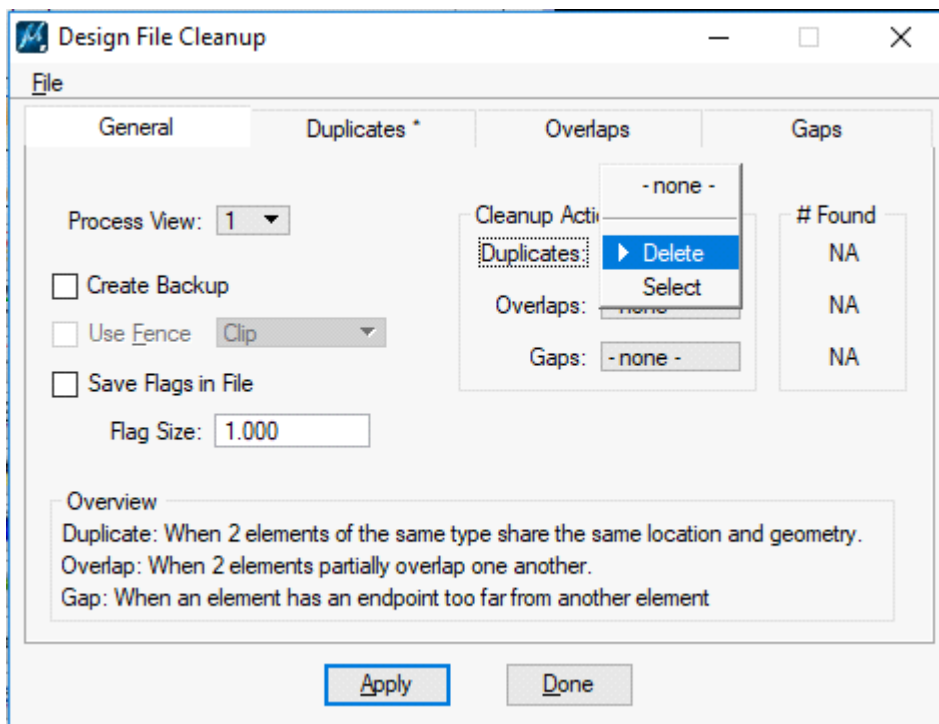 Design File Cleanup
File
General
Duplicates *
Overlaps
Gaps
Process View: 1
Create Backup
Use Fence Clip
Save Flags in File
Flag Size: 1.000
Cleanup Acti
Duplicates:
- none -
Delete
Select
Overlaps:
Gaps: - none -
# Found
NA
NA
NA
Overview
Duplicate: When 2 elements of the same type share the same location and geometry.
Overlap: When 2 elements partially overlap one another.
Gap: When an element has an endpoint too far from another element
Apply
Done